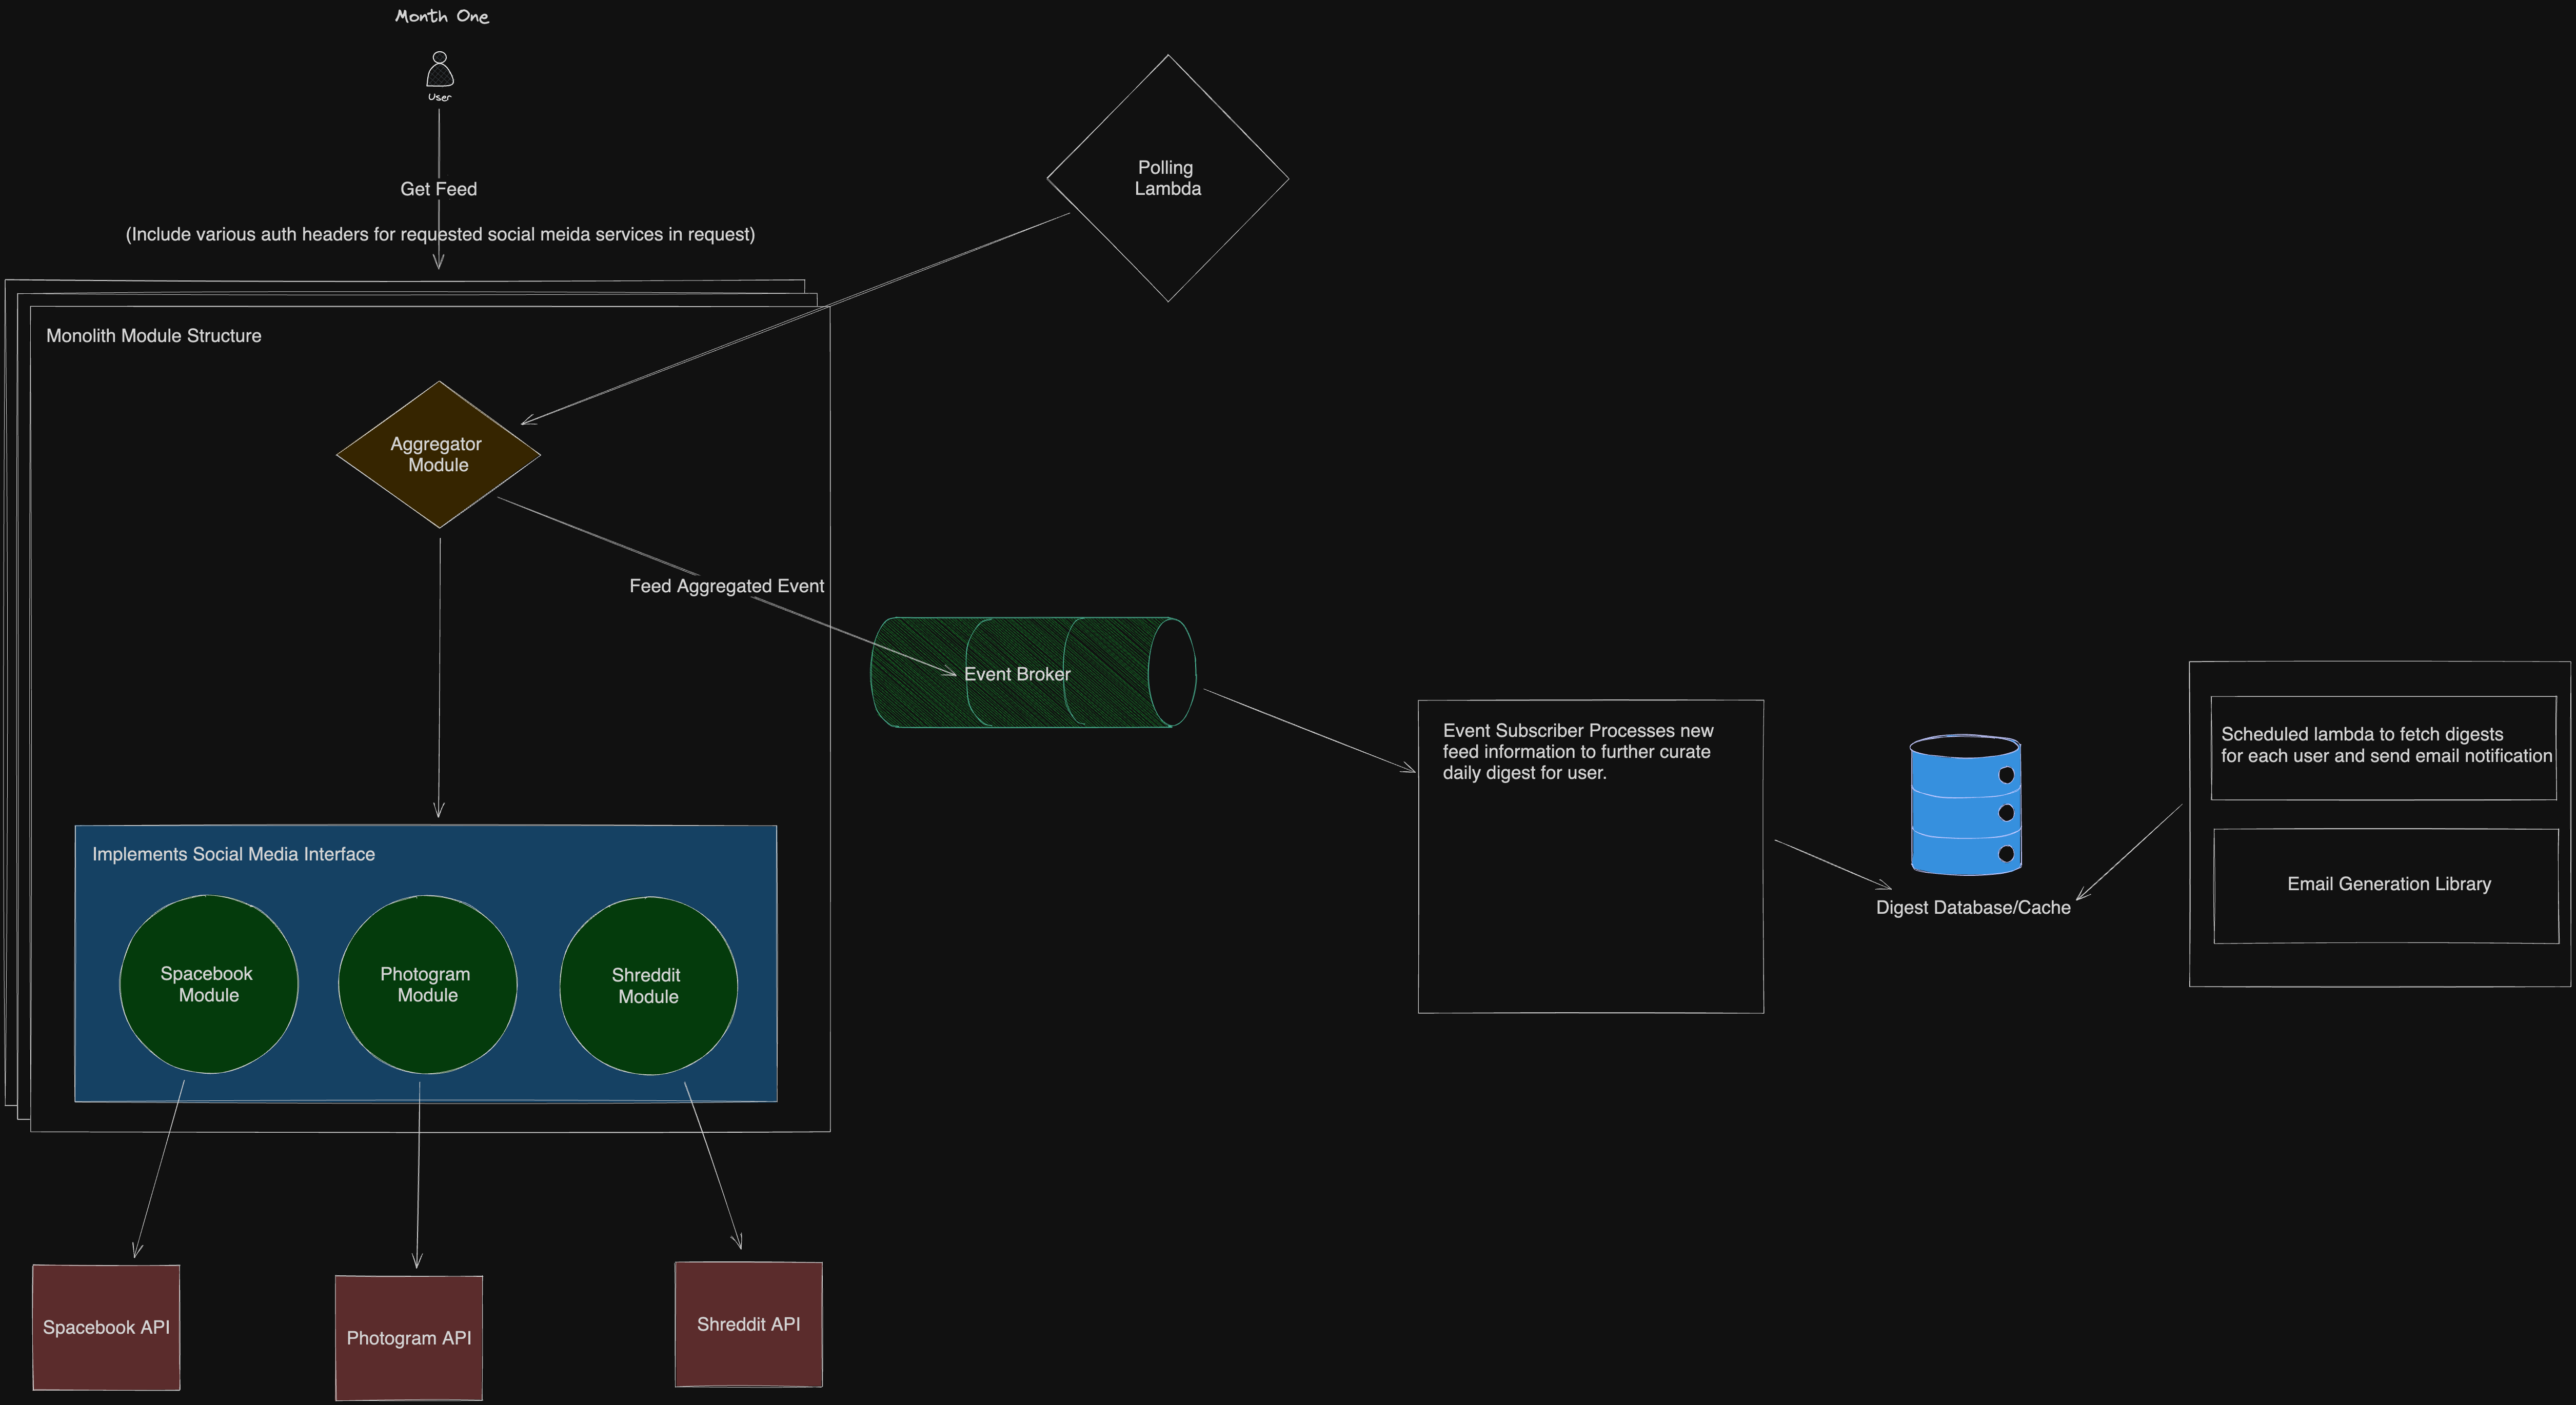 Month One
User
Get Feed
(Include various auth headers for requested social meida services in request)
Polling
Lambda
Monolith Module Structure
Aggregator
Module
Feed Aggregated Event
Event Broker
Event Subscriber Processes new
feed information to further curate
daily digest for user.
Digest Database/Cache
Scheduled lambda to fetch digests
for each user and send email notification
Email Generation Library
Implements Social Media Interface
Spacebook
Module
Photogram
Module
Shreddit
Module
Spacebook API
Photogram API
Shreddit API